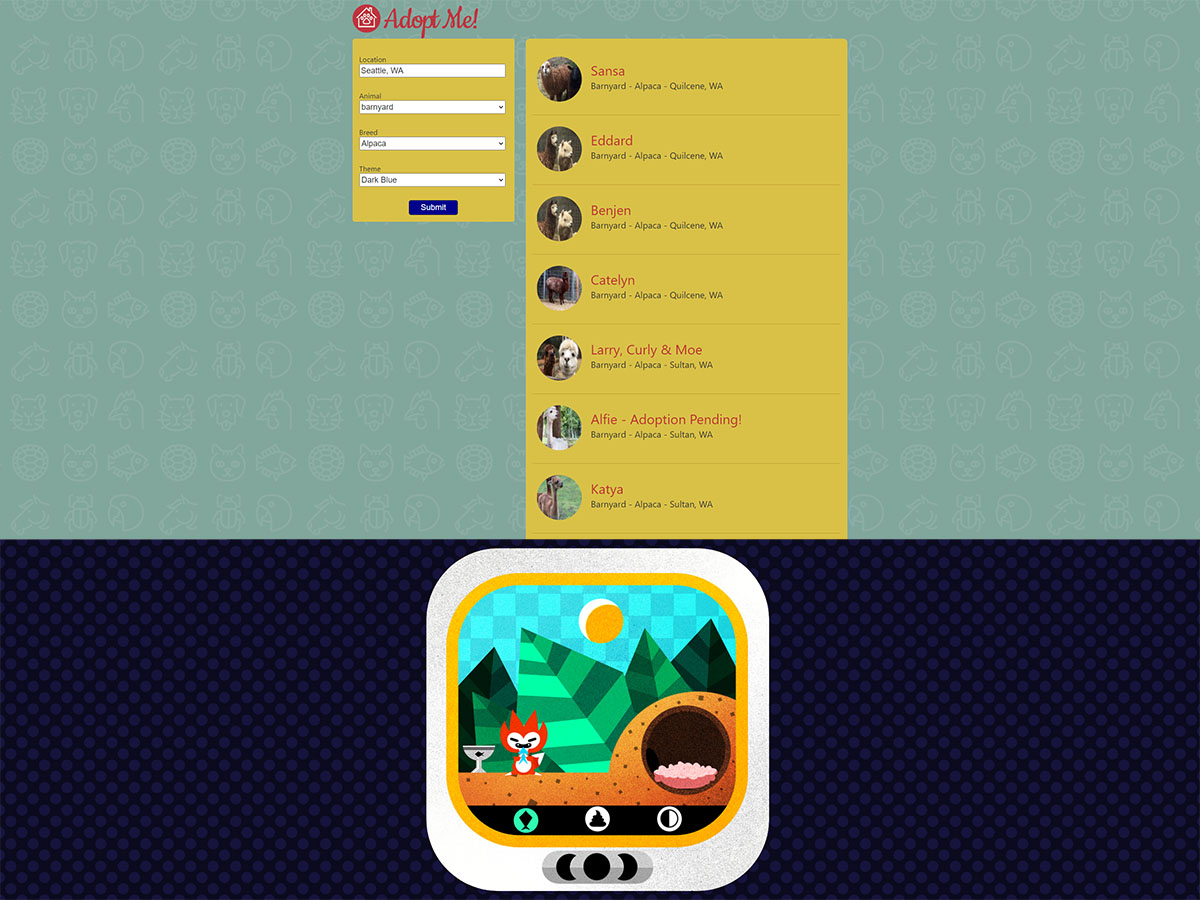 Adopt Me!
Location
Seattle, WA
Animal
barnyard
Breed
Alpaca
Theme
Dark Blue
Submit
Sansa
Barnyard - Alpaca - Quilcene, WA
Eddard
Barnyard - Alpaca - Quilcene, WA
Benjen
Barnyard - Alpaca - Quilcene, WA
Catelyn
Barnyard - Alpaca - Quilcene, WA
Larry, Curly & Moe
Barnyard - Alpaca - Sultan, WA
Alfie - Adoption Pending!
Barnyard - Alpaca - Sultan, WA
Katya
Barnyard - Alpaca - Sultan, WA